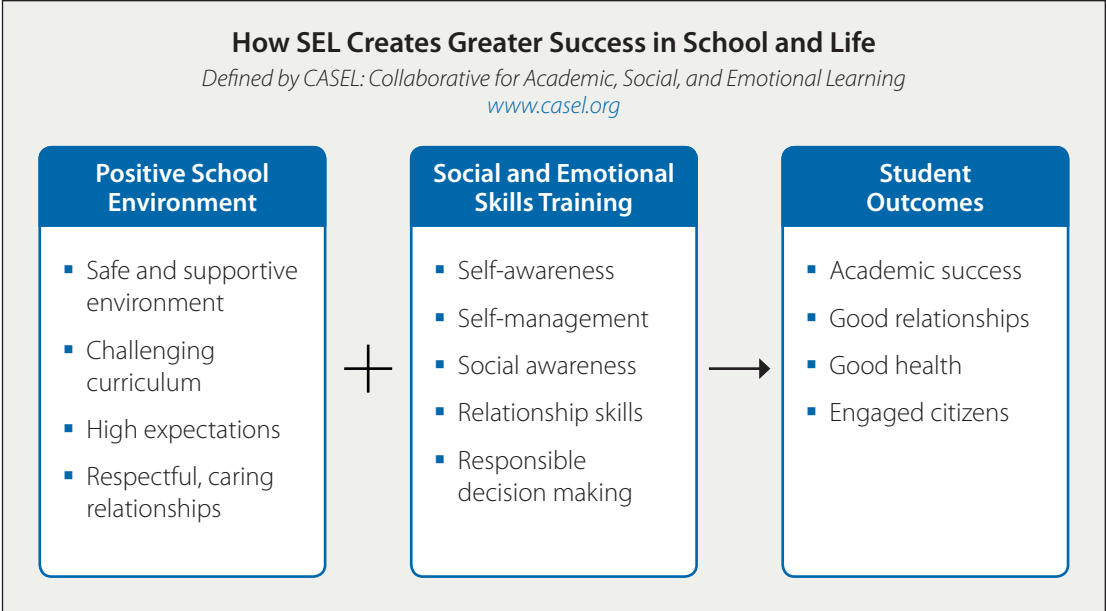 How SEL Creates Greater Success in School and Life
Defined by CASEL: Collaborative for Academic, Social, and Emotional Learning
www.casel.org
Positive School
Environment
▪ Safe and supportive
environment
▪ Challenging
curriculum
▪ High expectations
▪ Respectful, caring
relationships
+
Social and Emotional
Skills Training
▪ Self-awareness
▪ Self-management
▪ Social awareness
▪ Relationship skills
▪ Responsible
decision making
Student
Outcomes
▪ Academic success
▪ Good relationships
▪ Good health
▪ Engaged citizens